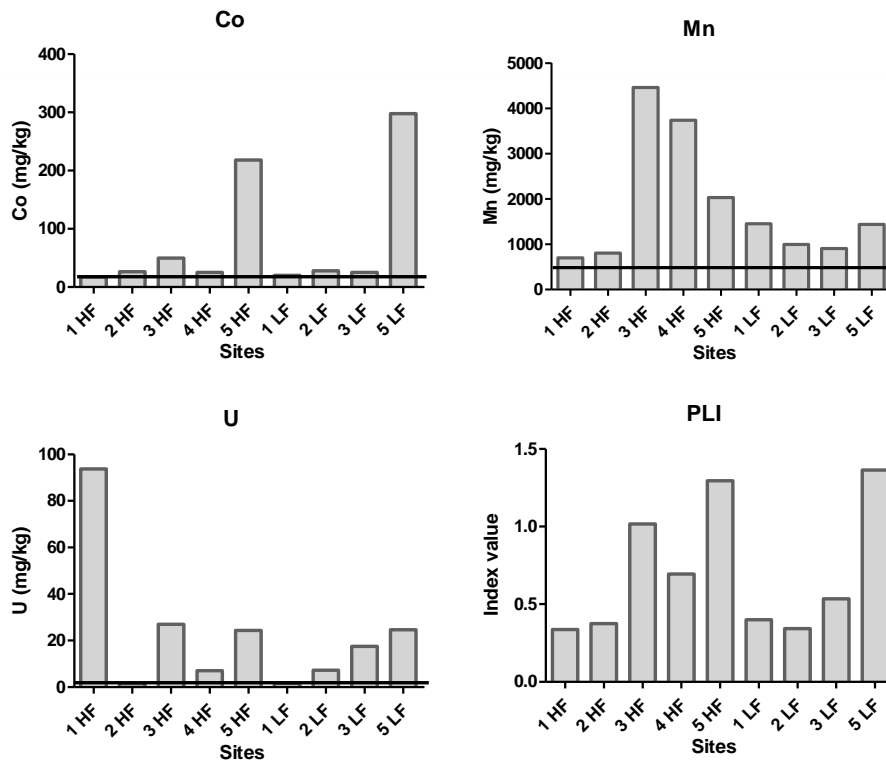 Co
Co (mg/kg)
400
300
200
100
0
1 HF 2 HF 3 HF 4 HF 5 HF 1 LF 2 LF 3 LF 5 LF
Sites
Mn
Mn (mg/kg)
5000
4000
3000
2000
1000
0
1 HF 2 HF 3 HF 4 HF 5 HF 1 LF 2 LF 3 LF 5 LF
Sites
U
U (mg/kg)
100
80
60
40
20
0
1 HF 2 HF 3 HF 4 HF 5 HF 1 LF 2 LF 3 LF 5 LF
Sites
PLI
Index value
1.5
1.0
0.5
0.0
1 HF 2 HF 3 HF 4 HF 5 HF 1 LF 2 LF 3 LF 5 LF
Sites